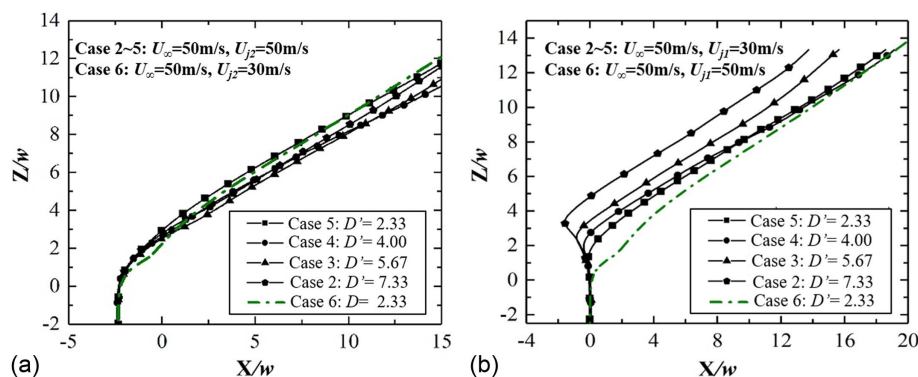 Case 2~5: U∞=50m/s, Uj2=50m/s
Case 6: U∞=50m/s, Uj2=30m/s
14
12
10
8
6
4
2
0
-2
Z/w
Case 5: D'= 2.33
Case 4: D'= 4.00
Case 3: D'= 5.67
Case 2: D'= 7.33
Case 6: D= 2.33
-5
0
5
10
15
X/w
(a)
Case 2~5: U∞=50m/s, Uj1=30m/s
Case 6: U∞=50m/s, Uj1=50m/s
14
12
10
8
6
4
2
0
-2
Z/w
Case 5: D'= 2.33
Case 4: D'= 4.00
Case 3: D'= 5.67
Case 2: D'= 7.33
Case 6: D'= 2.33
-4
0
4
8
12
16
20
X/w
(b)